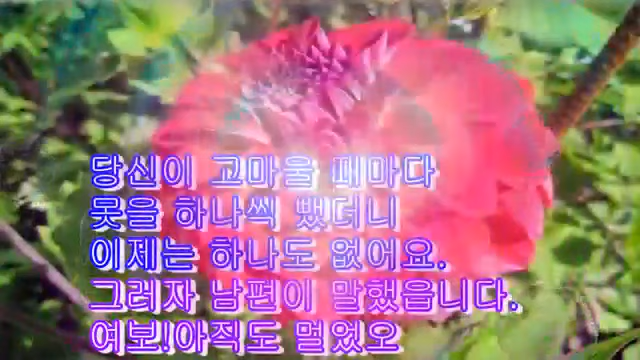 당신이 고마울 때마다
못을 하나씩 뺐더니
이제는 하나도 없어요.
그러자 남편이 말했읍니다.
여보!아직도 멀었오